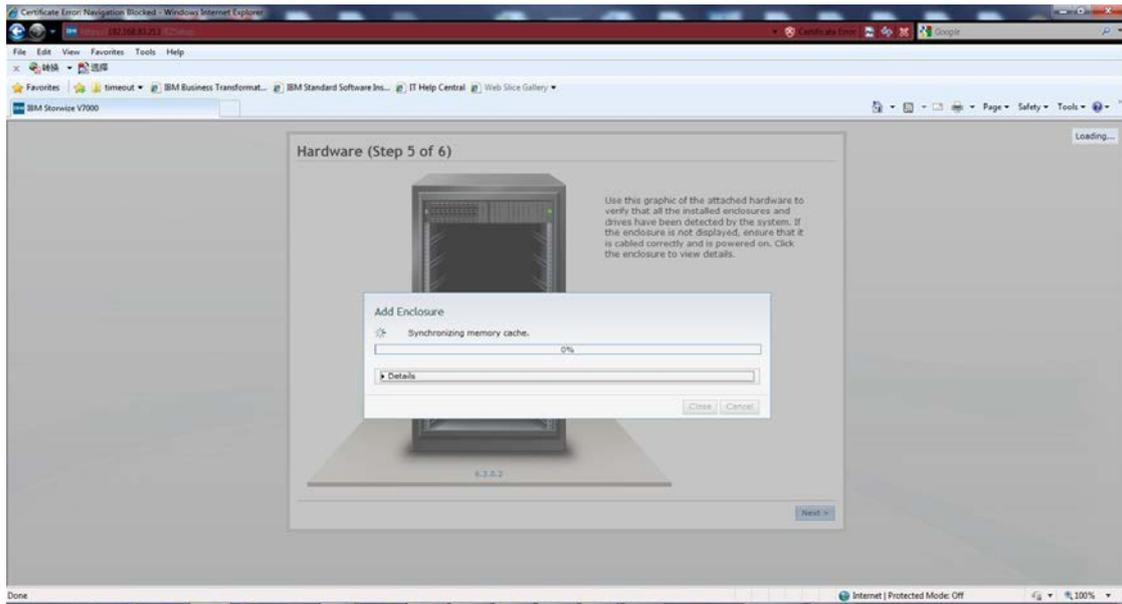 Certificate Error: Navigation Blocked - Windows Internet Explorer
Certificate Error
Google
File Edit View Favorites Tools Help
x 轉換 選擇
Favorites timeout IBM Business Transformat... IBM Standard Software Ins... IT Help Central Web Slice Gallery
IBM Storwize V7000
Page Safety Tools
Loading...
Hardware (Step 5 of 6)
Use this graphic of the attached hardware to
verify that all the installed enclosures and
drives have been detected by the system. If
the enclosure is not displayed, ensure that it
is cabled correctly and is powered on. Click
the enclosure to view details.
Add Enclosure
Synchronizing memory cache.
0%
Details
Close Cancel
6.3.0.2
Next >
Done
Internet | Protected Mode: Off
100%